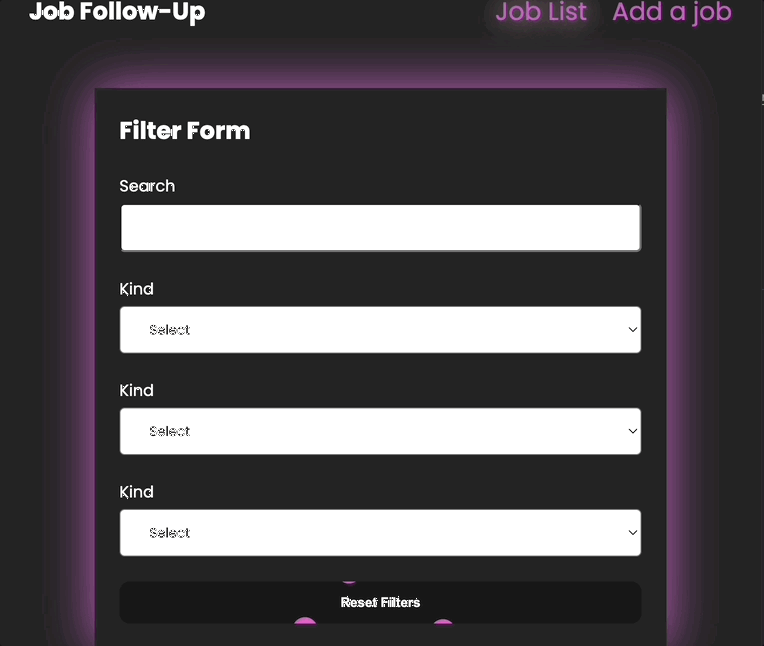 Job Follow-Up
Job List
Add a job
Filter Form
Search
Kind
Select
Kind
Select
Kind
Select
Reset Filters